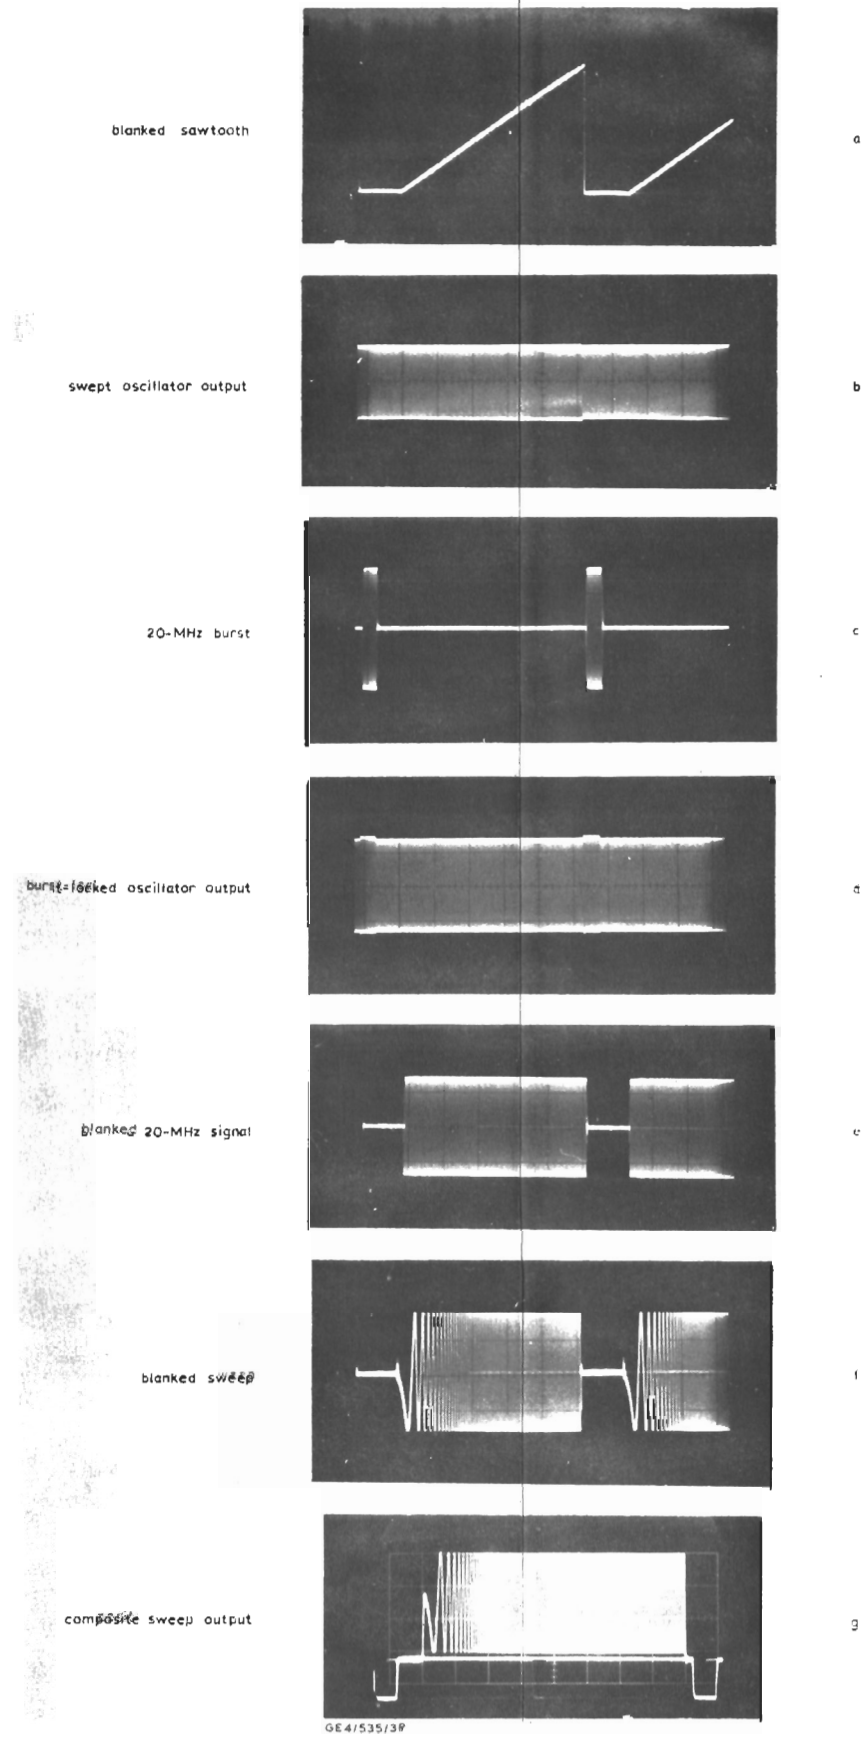 blanked sawtooth
a
swept oscillator output
b
20-MHz burst
c
burst-locked oscillator output
d
blanked 20-MHz signal
e
blanked sweep
f
composite sweep output
g
GE4/535/3R